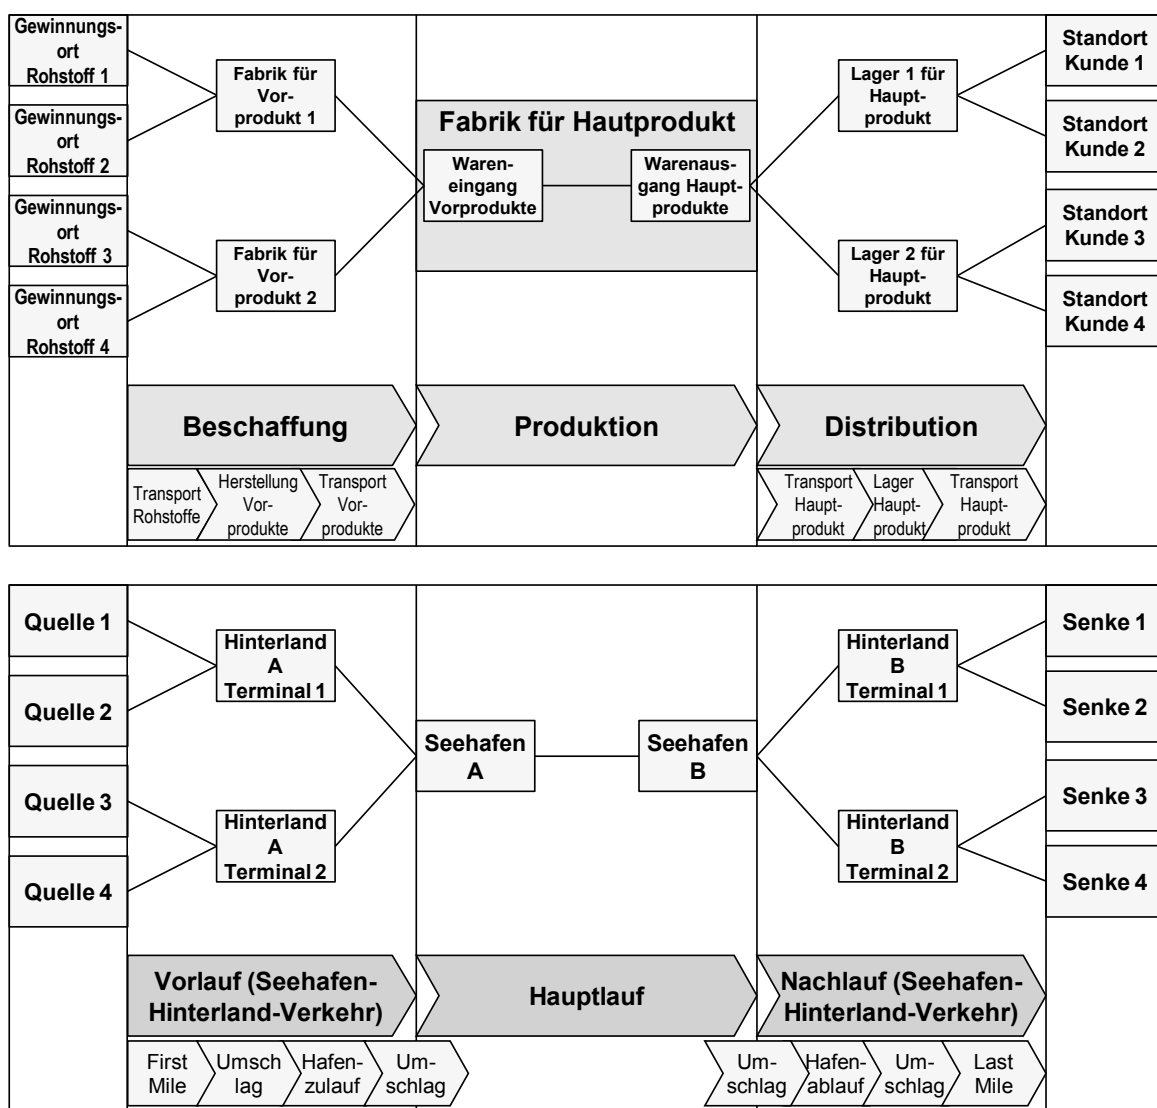 Gewinnungs-
ort
Rohstoff 1
Gewinnungs-
ort
Rohstoff 2
Gewinnungs-
ort
Rohstoff 3
Gewinnungs-
ort
Rohstoff 4
Fabrik für
Vor-
produkt 1
Fabrik für
Vor-
produkt 2
Fabrik für Hautprodukt
Waren-
eingang
Vorprodukte
Warenaus-
gang Haupt-
produkte
Lager 1 für
Haupt-
produkt
Lager 2 für
Haupt-
produkt
Standort
Kunde 1
Standort
Kunde 2
Standort
Kunde 3
Standort
Kunde 4
Beschaffung
Produktion
Distribution
Transport
Rohstoffe
Herstellung
Vor-
produkte
Transport
Vor-
produkte
Transport
Haupt-
produkt
Lager
Haupt-
produkt
Transport
Haupt-
produkt
Quelle 1
Quelle 2
Quelle 3
Quelle 4
Hinterland
A
Terminal 1
Hinterland
A
Terminal 2
Seehafen
A
Seehafen
B
Hinterland
B
Terminal 1
Hinterland
B
Terminal 2
Senke 1
Senke 2
Senke 3
Senke 4
Vorlauf (Seehafen-
Hinterland-Verkehr)
Hauptlauf
Nachlauf (Seehafen-
Hinterland-Verkehr)
First
Mile
Umsch
lag
Hafen-
zulauf
Um-
schlag
Um-
schlag
Hafen-
ablauf
Um-
schlag
Last
Mile